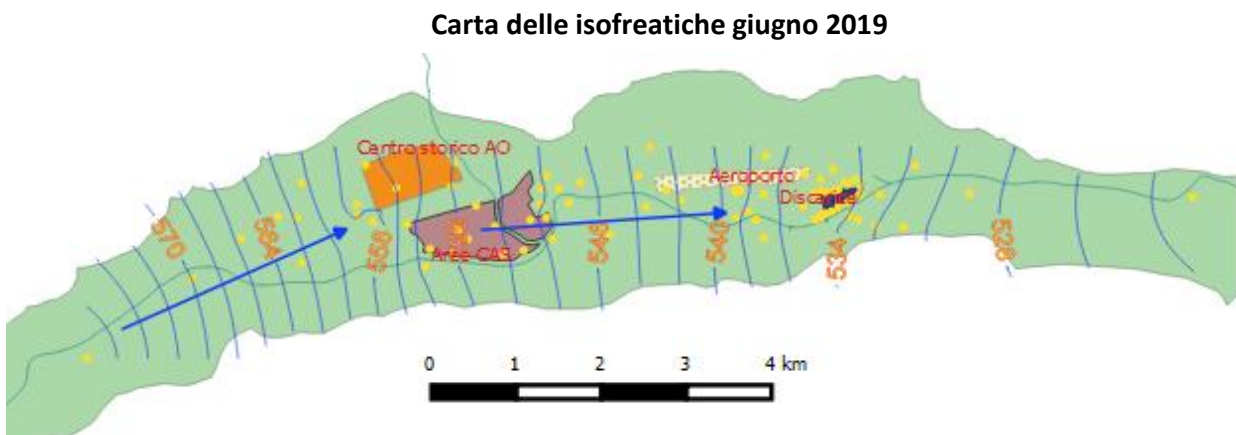 Carta delle isofreatiche giugno 2019
Centro storico AO
Aeroporto
Discarica
Aree CAS
570
564
558
546
540
534
528
0 1 2 3 4 km